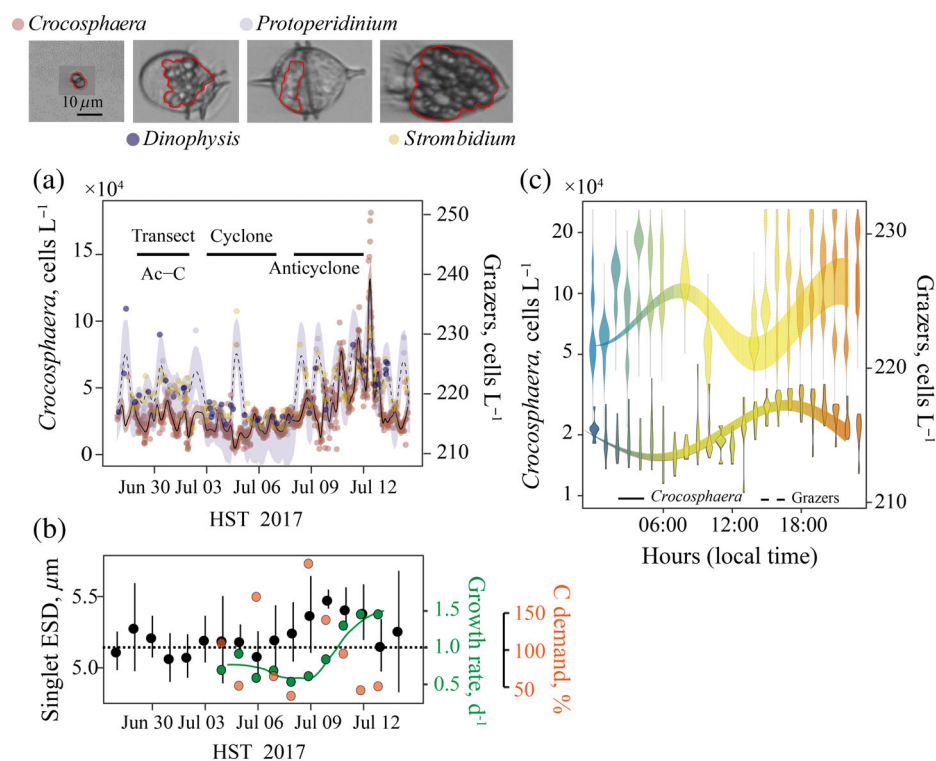 Crocosphaera
Protoperidinium
10 μm
Dinophysis
Strombidium
(a)
×10⁴
15
10
5
0
Crocosphaera, cells L⁻¹
Transect
Ac−C
Cyclone
Anticyclone
250
240
230
220
210
Grazers, cells L⁻¹
Jun 30 Jul 03 Jul 06 Jul 09 Jul 12
HST 2017
(b)
Singlet ESD, μm
5.5
5.0
Growth rate, d⁻¹
1.5
1.0
0.5
150
100
50
C demand, %
Jun 30 Jul 03 Jul 06 Jul 09 Jul 12
HST 2017
(c)
×10⁴
20
10
5
2
1
Crocosphaera, cells L⁻¹
230
220
210
Grazers, cells L⁻¹
Crocosphaera
Grazers
06:00 12:00 18:00
Hours (local time)